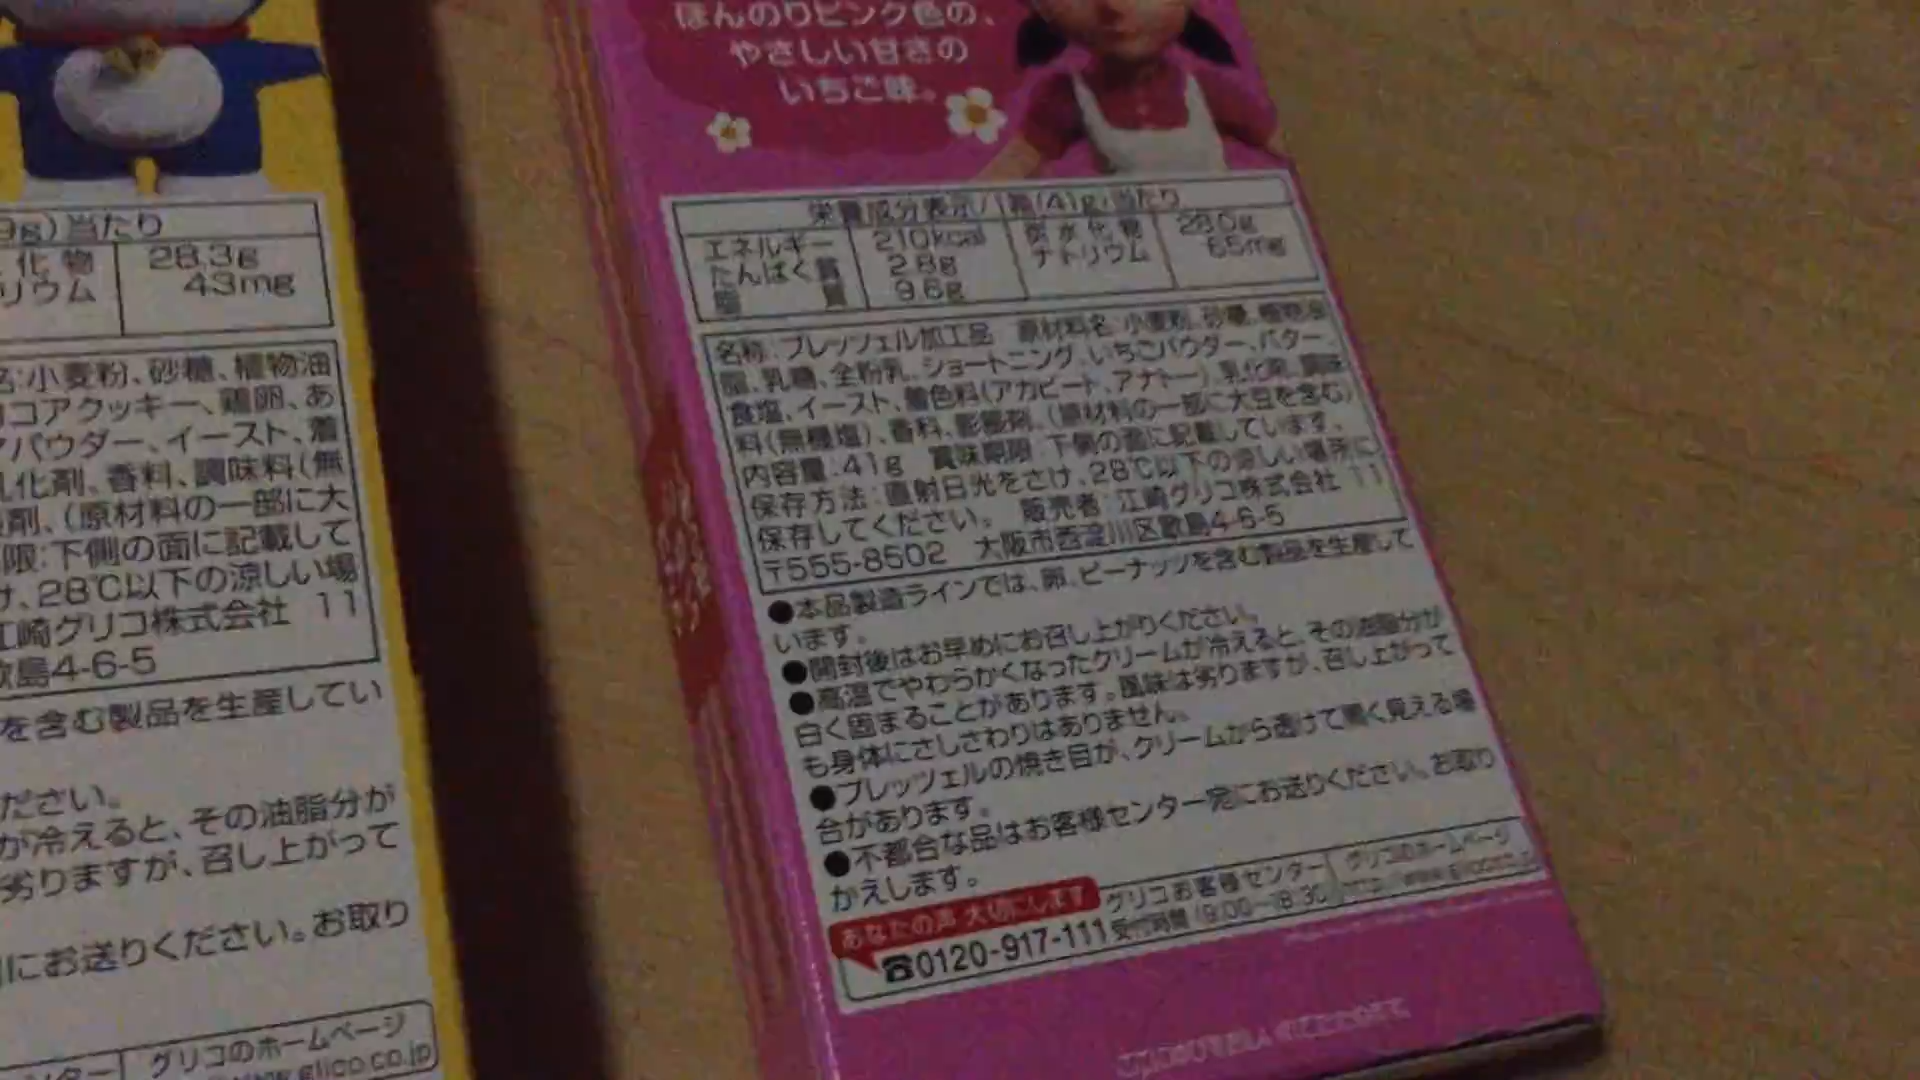 9g)当たり
化物 28.3g
リウム 43mg
名:小麦粉、砂糖、植物油
コアクッキー、鶏卵、あ
パウダー、イースト、着
化剤、香料、調味料(無
剤、(原材料の一部に大
限:下側の面に記載して
け、28℃以下の涼しい場
江崎グリコ株式会社 11
歌島4-6-5
を含む製品を生産してい
ださい。
が冷えると、その油脂分が
劣りますが、召し上がって
にお送りください。お取り
ンター グリコのホームページ
www.glico.co.jp
ほんのりピンク色の、
やさしい甘さの
いちご味。
栄養成分表示/1箱(41g)当たり
エネルギー 210kcal 炭水化物 28.0g
たんぱく質 2.8g ナトリウム 65mg
脂質 9.6g
名称:プレッツェル加工品 原材料名:小麦粉、砂糖、植物油
脂、乳糖、全粉乳、ショートニング、いちごパウダー、バター、
食塩、イースト、着色料(アカビート、アナトー)、乳化剤、調味
料(無機塩)、香料、膨脹剤、(原材料の一部に大豆を含む)
内容量:41g 賞味期限:下側の面に記載しています。
保存方法:直射日光をさけ、28℃以下の涼しい場所に
保存してください。 販売者:江崎グリコ株式会社 11
〒555-8502 大阪市西淀川区歌島4-6-5
●本品製造ラインでは、卵、ピーナッツを含む製品を生産して
います。
●開封後はお早めにお召し上がりください。
●高温でやわらかくなったクリームが冷えると、その油脂分が
白く固まることがあります。風味は劣りますが、召し上がって
も身体にさしさわりはありません。
●プレッツェルの焼き目が、クリームから透けて黒く見える場
合があります。
●不都合な品はお客様センター宛にお送りください。お取り
かえします。
あなたの声 大切にします グリコお客様センター グリコのホームページ
☎0120-917-111 受付時間(9:00-18:30) http://www.glico.co.jp